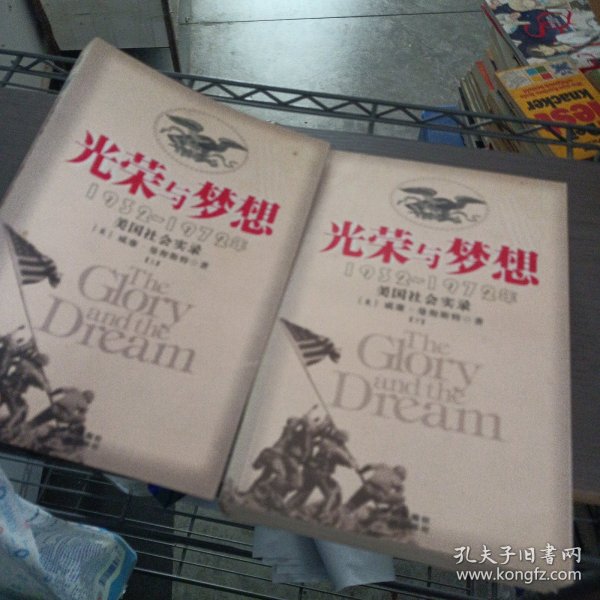 光荣与梦想
1932~1972年
美国社会实录
[美] 威廉·曼彻斯特 著
The
Glory
and the
Dream
光荣与梦想
1932~1972年
美国社会实录
[美] 威廉·曼彻斯特 著
The
Glory
and the
Dream
knacker
孔夫子旧书网
www.kongfz.com